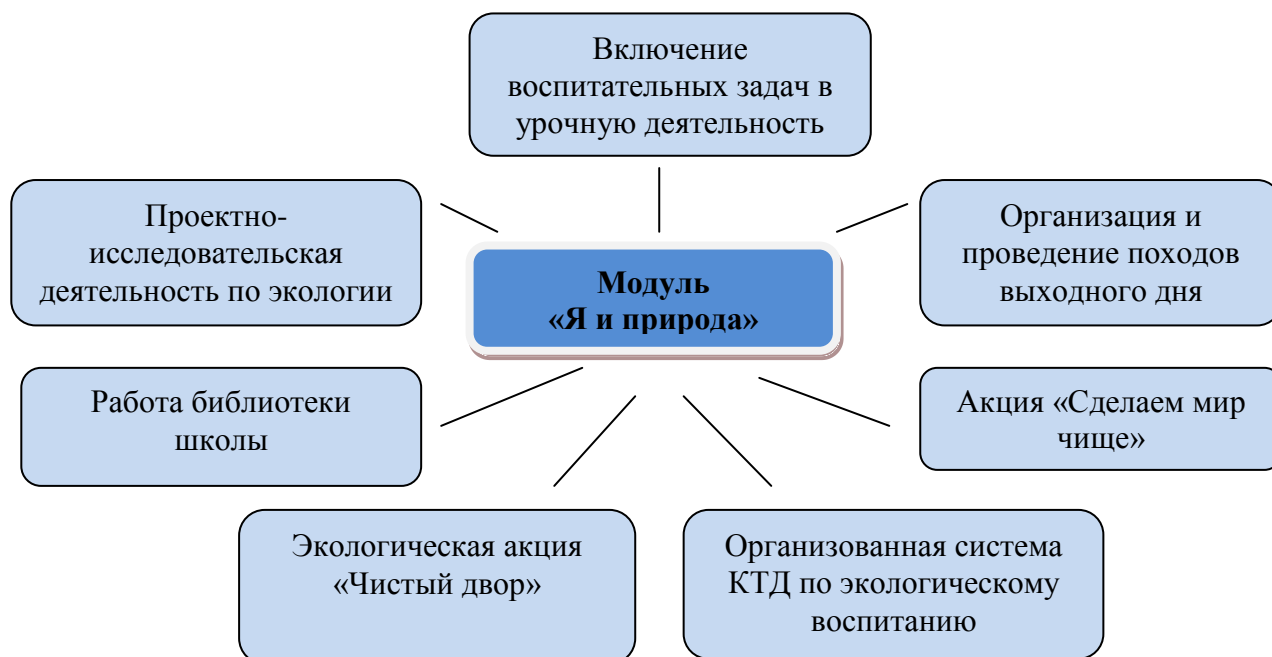 Включение
воспитательных задач в
урочную деятельность
Проектно-
исследовательская
деятельность по экологии
Организация и
проведение походов
выходного дня
Модуль
«Я и природа»
Работа библиотеки
школы
Акция «Сделаем мир
чище»
Экологическая акция
«Чистый двор»
Организованная система
КТД по экологическому
воспитанию